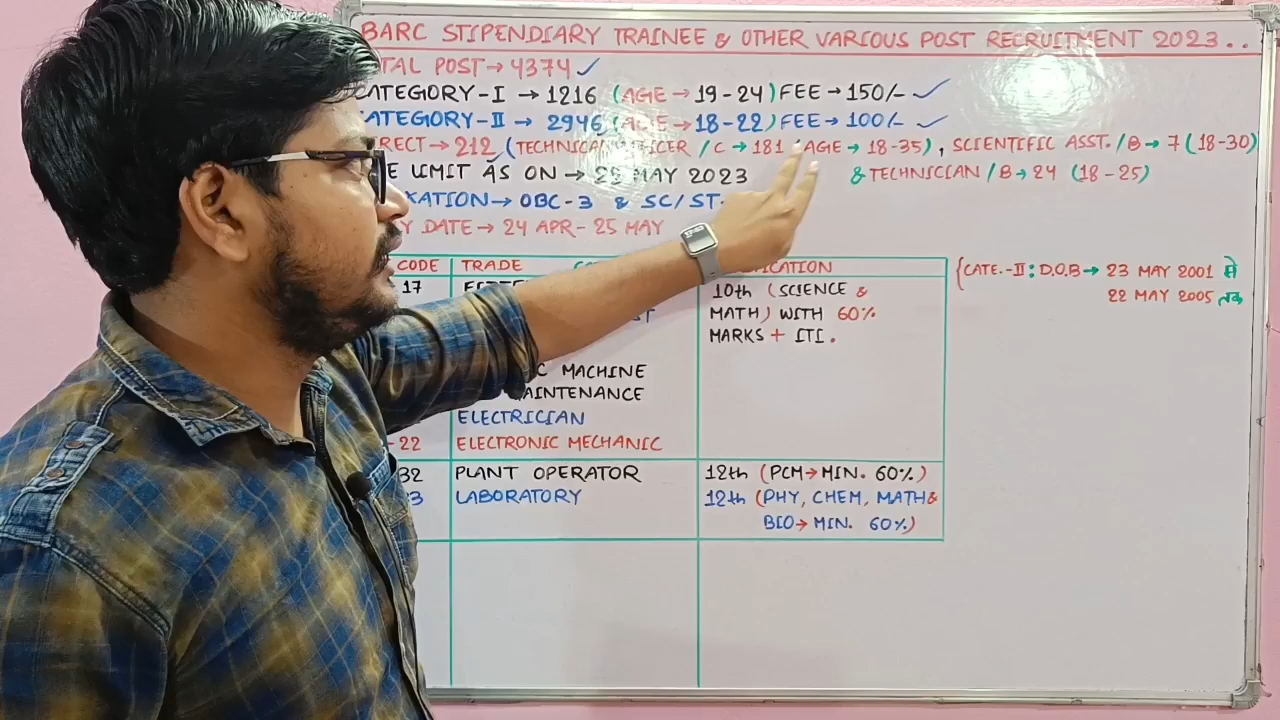 BARC STIPENDIARY TRAINEE & OTHER VARIOUS POST RECRUITMENT 2023..
TAL POST→4374✓
CATEGORY-I → 1216 (AGE→19-24) FEE→150/- ✓
CATEGORY-II → 2946 (AGE→18-22) FEE→100/- ✓
RECT→212 (TECHNICAL /C→181 AGE→18-35), SCIENTIFIC ASST./B→7 (18-30)
E LIMIT AS ON→ MAY 2023 & TECHNICIAN/B→24 (18-25)
XATION→OBC-3 & SC/ST-
Y DATE→24 APR-25 MAY
CODE TRADE
17
10th (SCIENCE & MATH) WITH 60% MARKS + ITI.
C MACHINE
AINTENANCE
ELECTRICIAN
-22 ELECTRONIC MECHANIC
32 PLANT OPERATOR 12th (PCM→MIN. 60%)
3 LABORATORY 12th (PHY, CHEM, MATH &
BIO→MIN. 60%)
{CATE.-II: D.O.B→23 MAY 2001 से
22 MAY 2005 तक